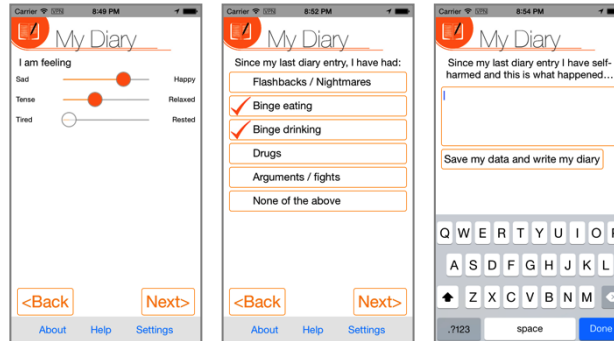 Carrier 8:49 PM
My Diary
I am feeling
Sad Happy
Tense Relaxed
Tired Rested
<Back Next>
About Help Settings
Carrier 8:52 PM
My Diary
Since my last diary entry, I have had:
Flashbacks / Nightmares
Binge eating
Binge drinking
Drugs
Arguments / fights
None of the above
<Back Next>
About Help Settings
Carrier 8:54 PM
My Diary
Since my last diary entry I have self-
harmed and this is what happened...
Save my data and write my diary
Q W E R T Y U I O P
A S D F G H J K L
Z X C V B N M
.?123 space Done